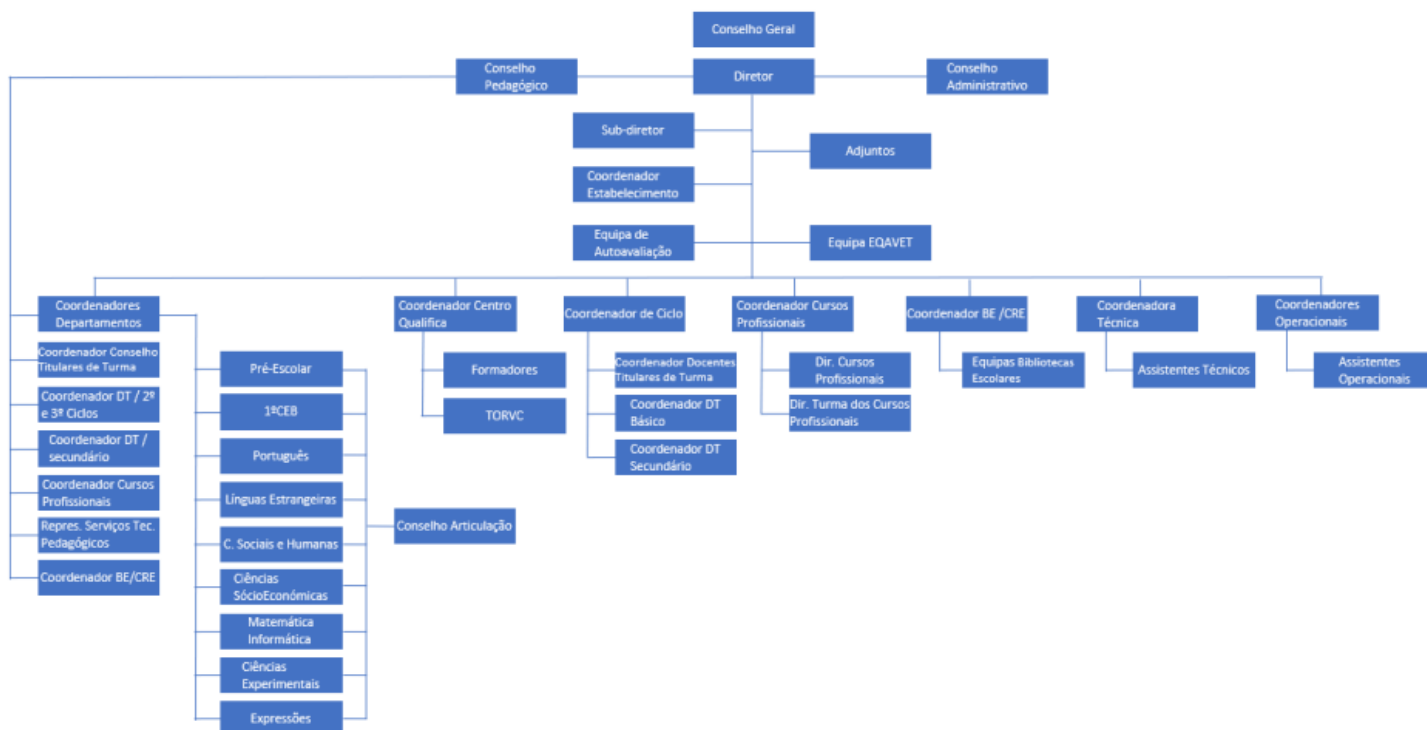 Conselho Geral
Conselho
Pedagógico
Diretor
Conselho
Administrativo
Sub-diretor
Adjuntos
Coordenador
Estabelecimento
Equipa de
Autoavaliação
Equipa EQAVET
Coordenadores
Departamentos
Coordenador Centro
Qualifica
Coordenador de Ciclo
Coordenador Cursos
Profissionais
Coordenador BE /CRE
Coordenadora
Técnica
Coordenadores
Operacionais
Coordenador Conselho
Titulares de Turma
Coordenador DT / 2º
e 3º Ciclos
Coordenador DT /
secundário
Coordenador Cursos
Profissionais
Repres. Serviços Tec.
Pedagógicos
Coordenador BE/CRE
Pré-Escolar
1ºCEB
Português
Línguas Estrangeiras
C. Sociais e Humanas
Ciências
SócioEconómicas
Matemática
Informática
Ciências
Experimentais
Expressões
Conselho Articulação
Formadores
TORVC
Coordenador Docentes
Titulares de Turma
Coordenador DT
Básico
Coordenador DT
Secundário
Dir. Cursos
Profissionais
Dir. Turma dos Cursos
Profissionais
Equipas Bibliotecas
Escolares
Assistentes Técnicos
Assistentes
Operacionais